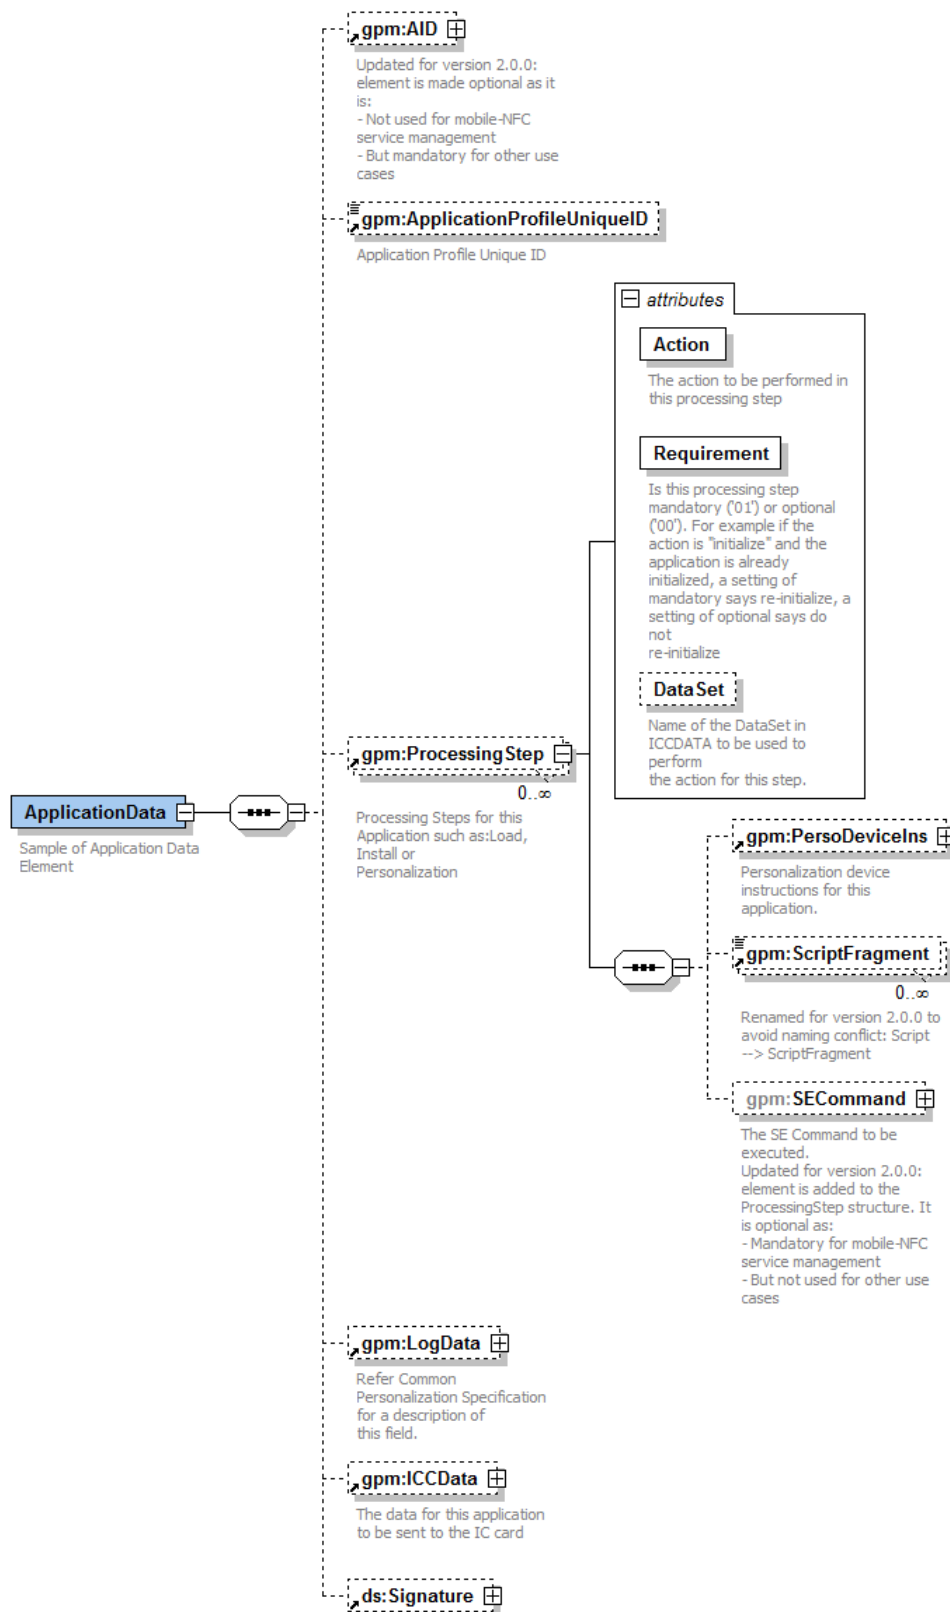 gpm:AID
Updated for version 2.0.0:
element is made optional as it
is:
- Not used for mobile-NFC
service management
- But mandatory for other use
cases
gpm:ApplicationProfileUniqueID
Application Profile Unique ID
attributes
Action
The action to be performed in
this processing step
Requirement
Is this processing step
mandatory ('01') or optional
('00'). For example if the
action is "initialize" and the
application is already
initialized, a setting of
mandatory says re-initialize, a
setting of optional says do
not
re-initialize
DataSet
Name of the DataSet in
ICCDATA to be used to
perform
the action for this step.
gpm:ProcessingStep
0..∞
Processing Steps for this
Application such as:Load,
Install or
Personalization
ApplicationData
Sample of Application Data
Element
gpm:PersoDeviceIns
Personalization device
instructions for this
application.
gpm:ScriptFragment
0..∞
Renamed for version 2.0.0 to
avoid naming conflict: Script
--> ScriptFragment
gpm:SECommand
The SE Command to be
executed.
Updated for version 2.0.0:
element is added to the
ProcessingStep structure. It
is optional as:
- Mandatory for mobile-NFC
service management
- But not used for other use
cases
gpm:LogData
Refer Common
Personalization Specification
for a description of
this field.
gpm:ICCData
The data for this application
to be sent to the IC card
ds:Signature